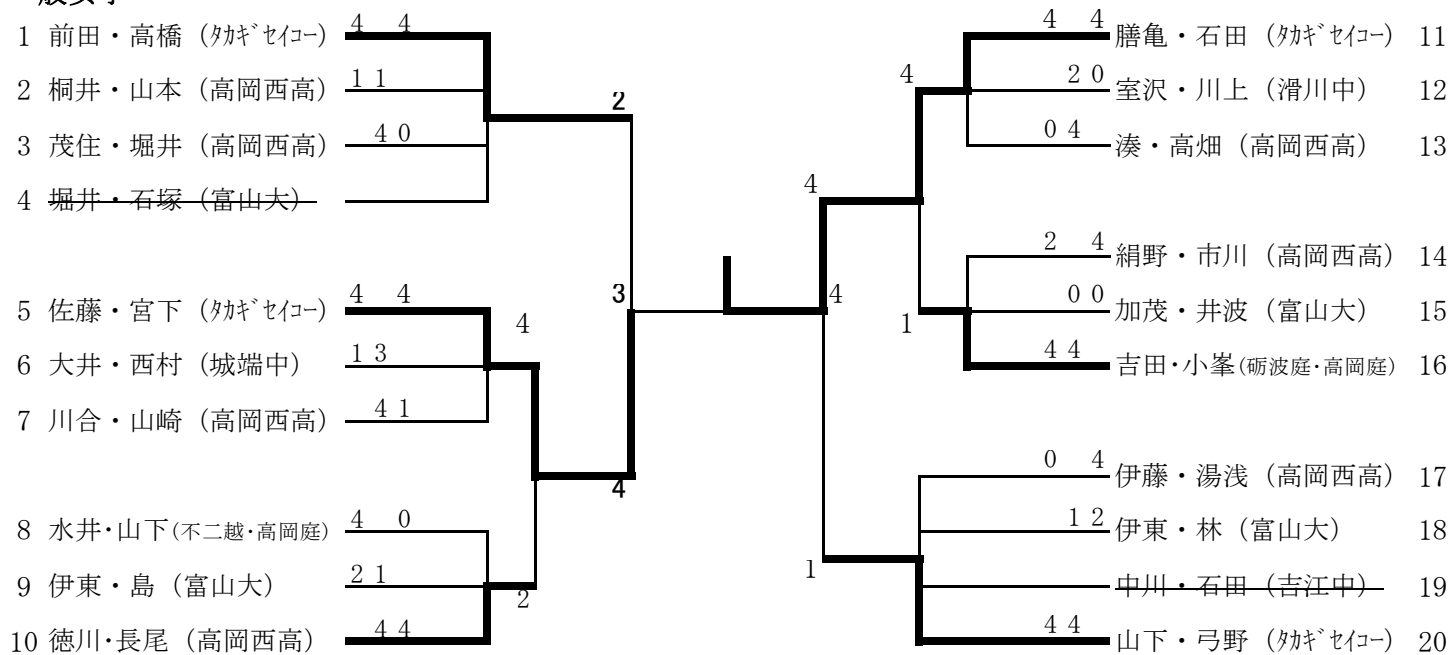 1 前田・高橋 (ﾀｶｷﾞｾｲｺｰ) 4 4
2 桐井・山本 (高岡西高) 1 1
3 茂住・堀井 (高岡西高) 4 0
4 堀井・石塚 (富山大)
2
5 佐藤・宮下 (ﾀｶｷﾞｾｲｺｰ) 4 4
6 大井・西村 (城端中) 1 3
7 川合・山崎 (高岡西高) 4 1
4
3
8 水井・山下(不二越・高岡庭) 4 0
9 伊東・島 (富山大) 2 1
10 徳川・長尾 (高岡西高) 4 4
2
4
4 4 膳亀・石田 (ﾀｶｷﾞｾｲｺｰ) 11
2 0 室沢・川上 (滑川中) 12
0 4 湊・高畑 (高岡西高) 13
4
4
2 4 絹野・市川 (高岡西高) 14
0 0 加茂・井波 (富山大) 15
4 4 吉田・小峯(砺波庭・高岡庭) 16
1
4
0 4 伊藤・湯浅 (高岡西高) 17
1 2 伊東・林 (富山大) 18
中川・石田 (吉江中) 19
4 4 山下・弓野 (ﾀｶｷﾞｾｲｺｰ) 20
1